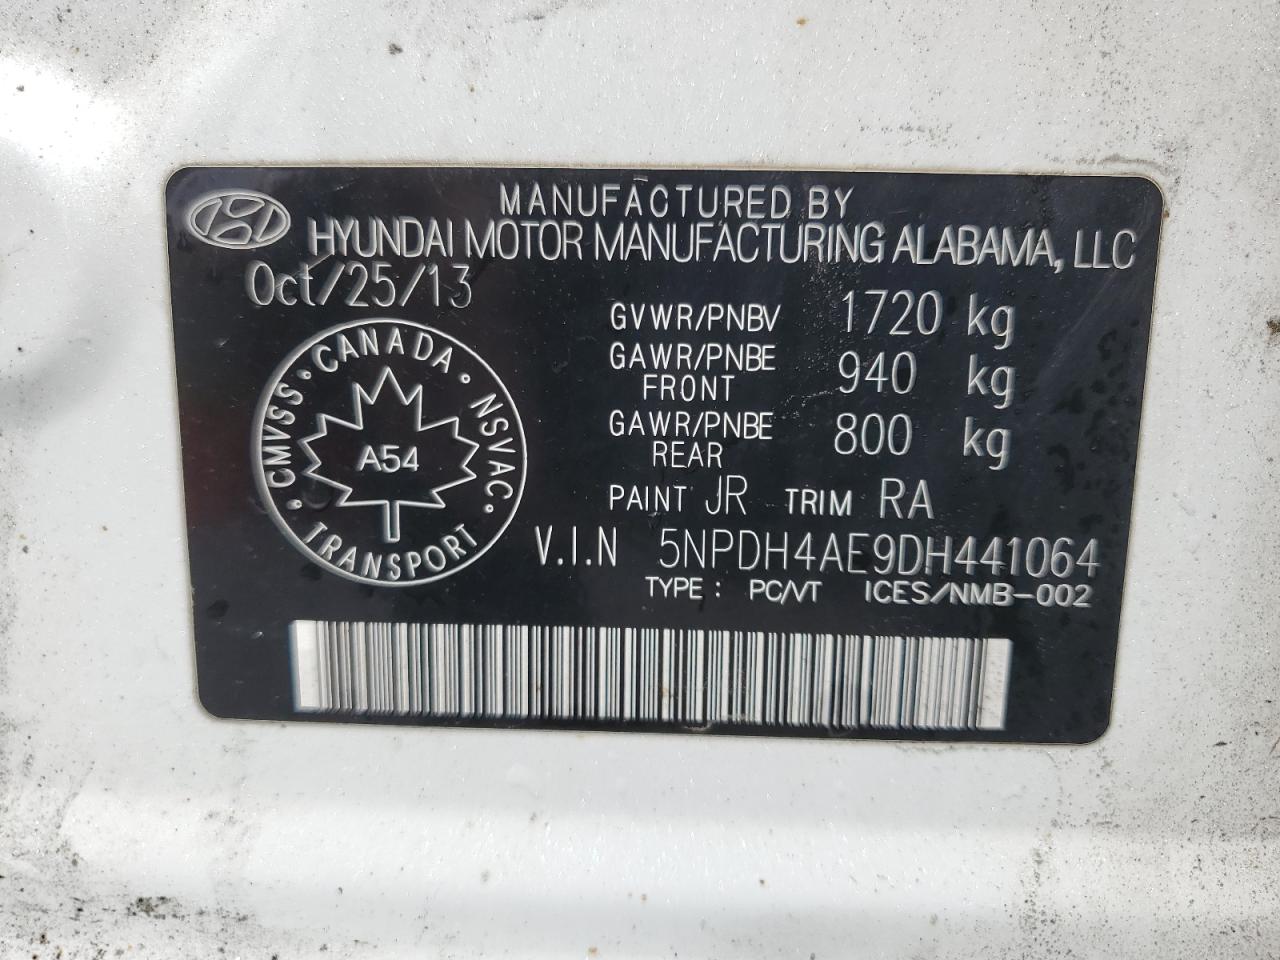 MANUFACTURED BY
HYUNDAI MOTOR MANUFACTURING ALABAMA, LLC
Oct/25/13
GVWR/PNBV 1720 kg
GAWR/PNBE FRONT 940 kg
GAWR/PNBE REAR 800 kg
CMVSS · CANADA · NSVAC · TRANSPORT ·
A54
PAINT JR TRIM RA
V.I.N 5NPDH4AE9DH441064
TYPE : PC/VT ICES/NMB-002